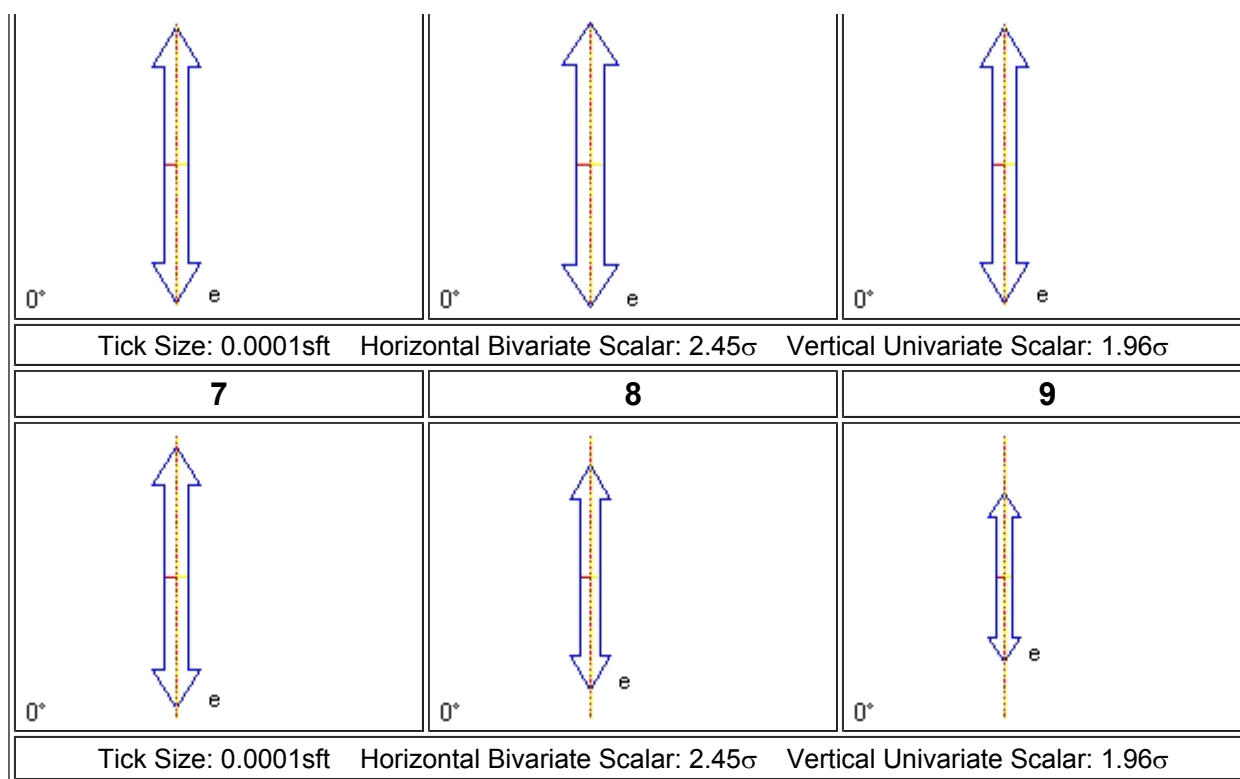 e e e
0° 0° 0°
Tick Size: 0.0001sft Horizontal Bivariate Scalar: 2.45σ Vertical Univariate Scalar: 1.96σ
7 8 9
e
e
e
0° 0° 0°
Tick Size: 0.0001sft Horizontal Bivariate Scalar: 2.45σ Vertical Univariate Scalar: 1.96σ